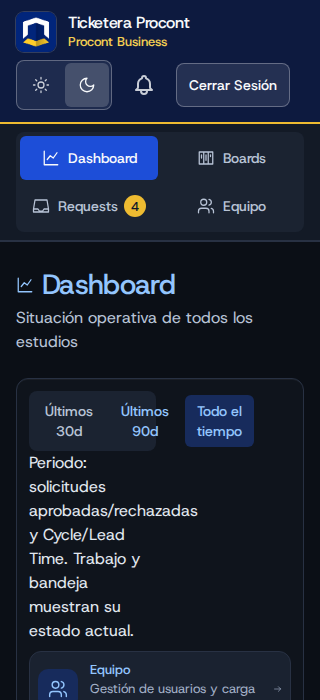 Ticketera Procont
Procont Business
Cerrar Sesión
Dashboard
Boards
Requests 4
Equipo
Dashboard
Situación operativa de todos los
estudios
Últimos
30d
Últimos
90d
Todo el
tiempo
Periodo:
solicitudes
aprobadas/rechazadas
y Cycle/Lead
Time. Trabajo y
bandeja
muestran su
estado actual.
Equipo
Gestión de usuarios y carga →